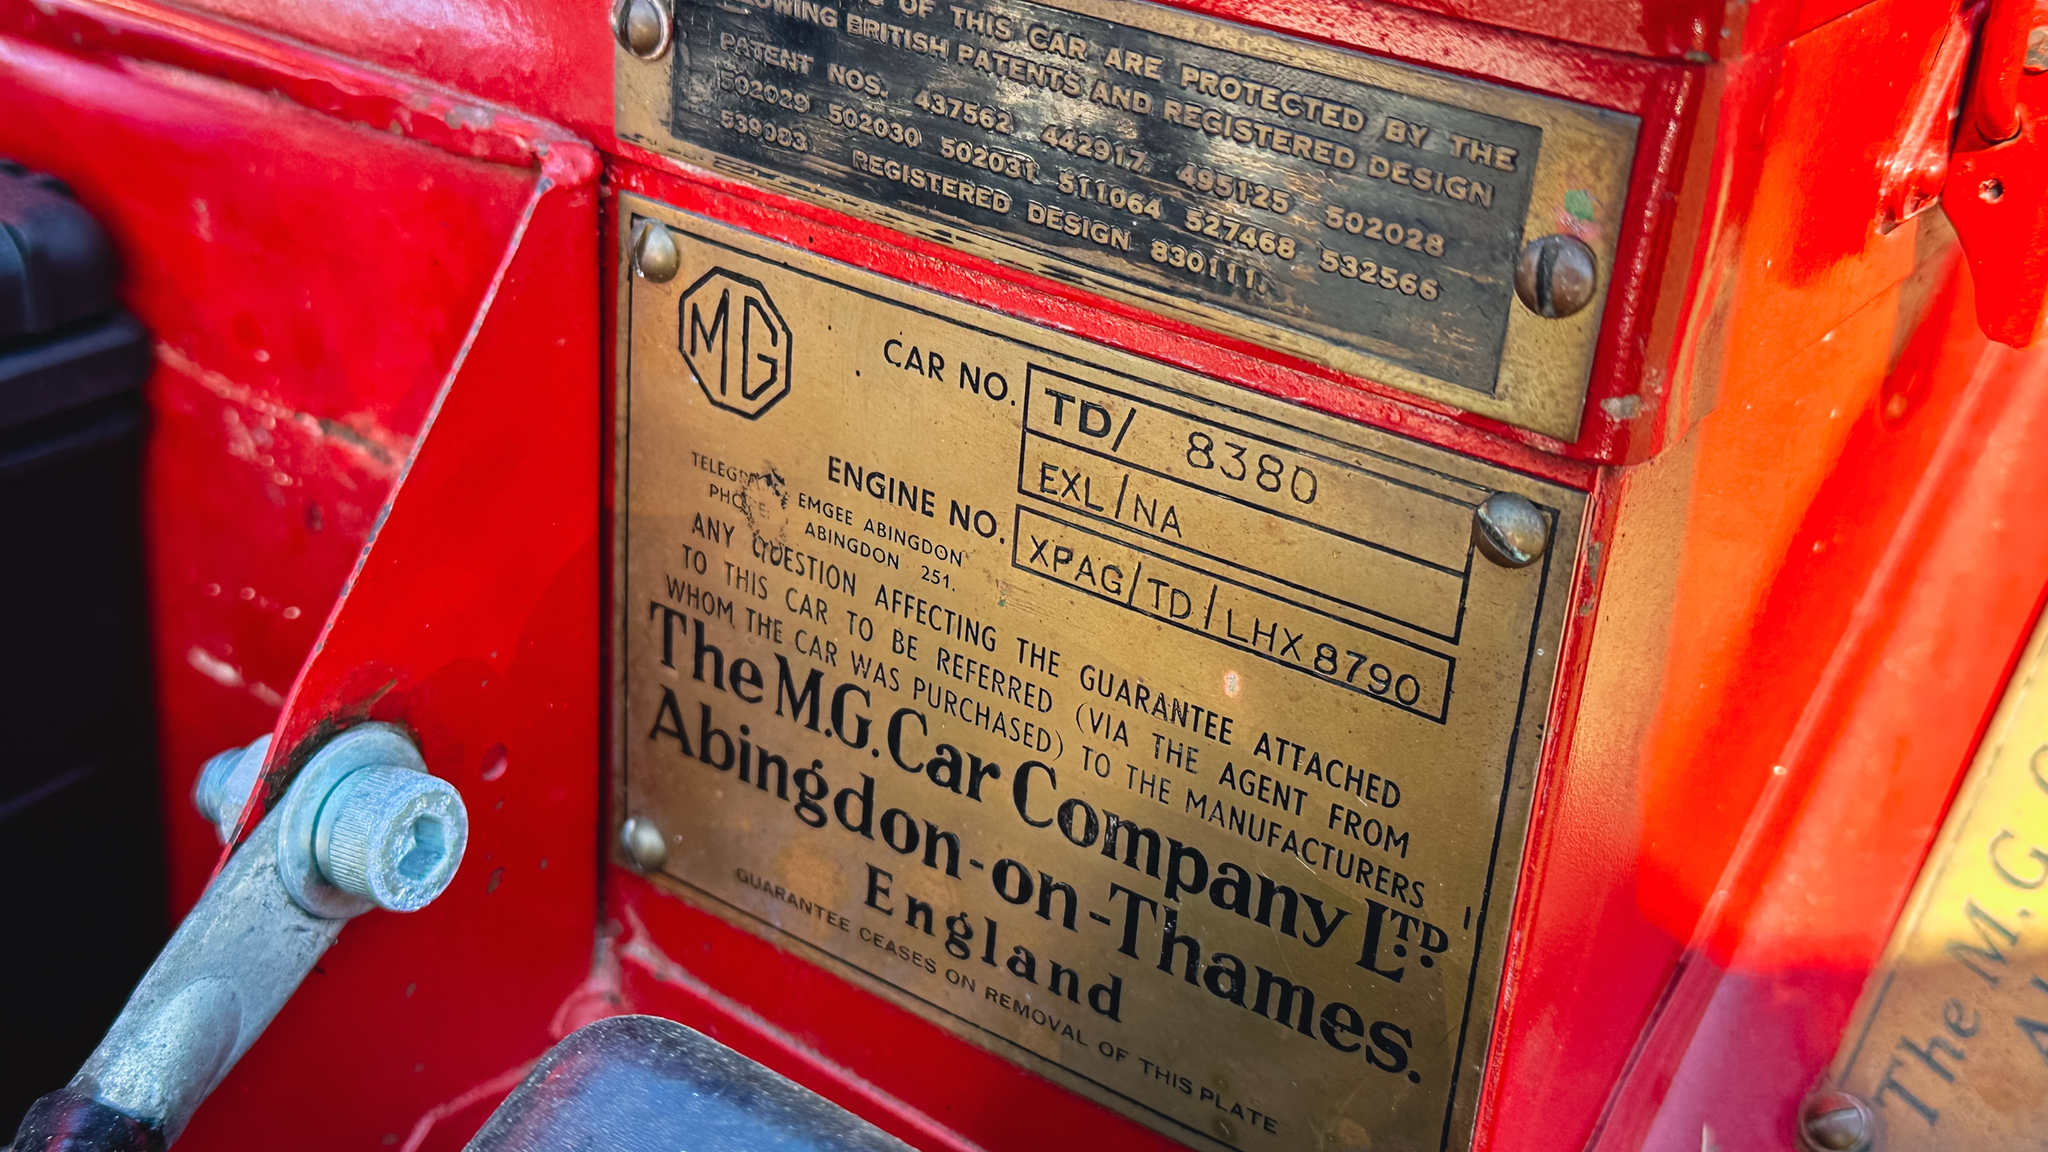 OF THIS CAR ARE PROTECTED BY THE
BRITISH PATENTS AND REGISTERED DESIGN
PATENT NOS. 437562 442917 495125 502028
502029 502030 502031 511064 527468 532566
539083 REGISTERED DESIGN 830111.
MG
CAR NO. TD/ 8380
EXL/NA
ENGINE NO. XPAG/TD/LHX8790
EMGEE ABINGDON
ABINGDON 251.
ANY QUESTION AFFECTING THE GUARANTEE ATTACHED
TO THIS CAR TO BE REFERRED (VIA THE AGENT FROM
WHOM THE CAR WAS PURCHASED) TO THE MANUFACTURERS
The M.G. Car Company LTD.
Abingdon-on-Thames.
England
GUARANTEE CEASES ON REMOVAL OF THIS PLATE
The M.G.